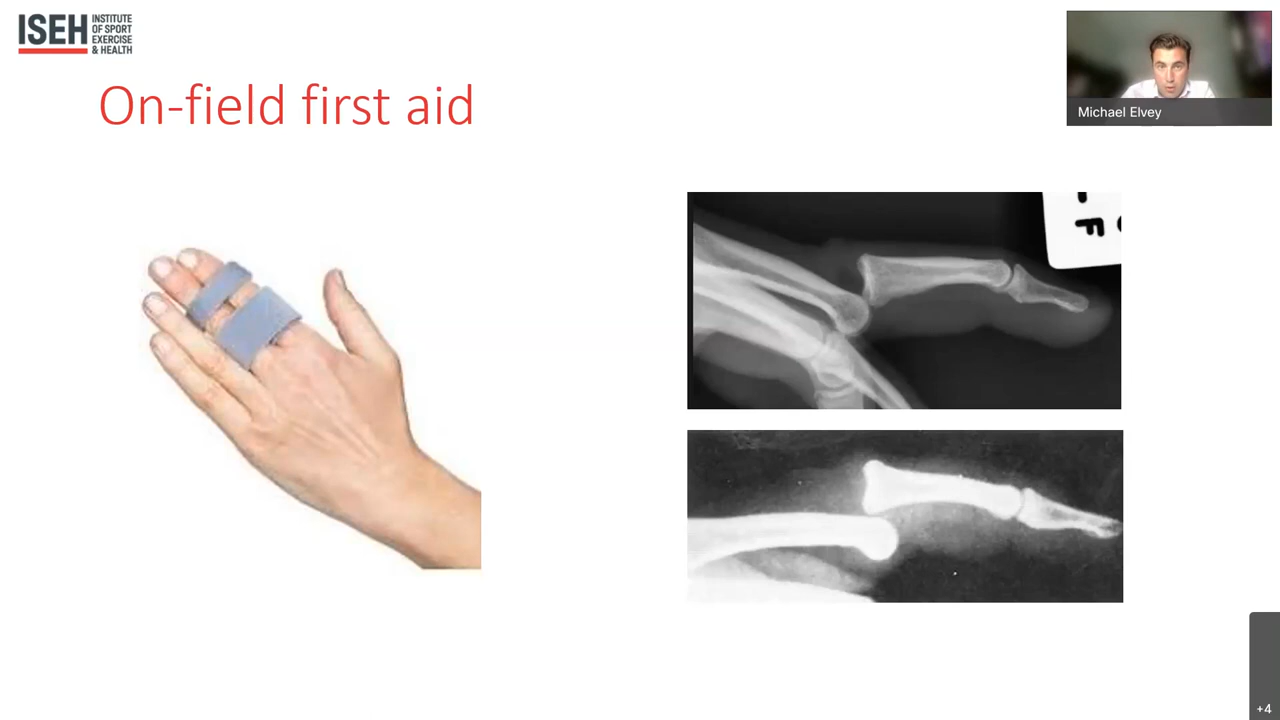 ISEH
INSTITUTE
OF SPORT
EXERCISE
& HEALTH
On-field first aid
Michael Elvey
F
+4